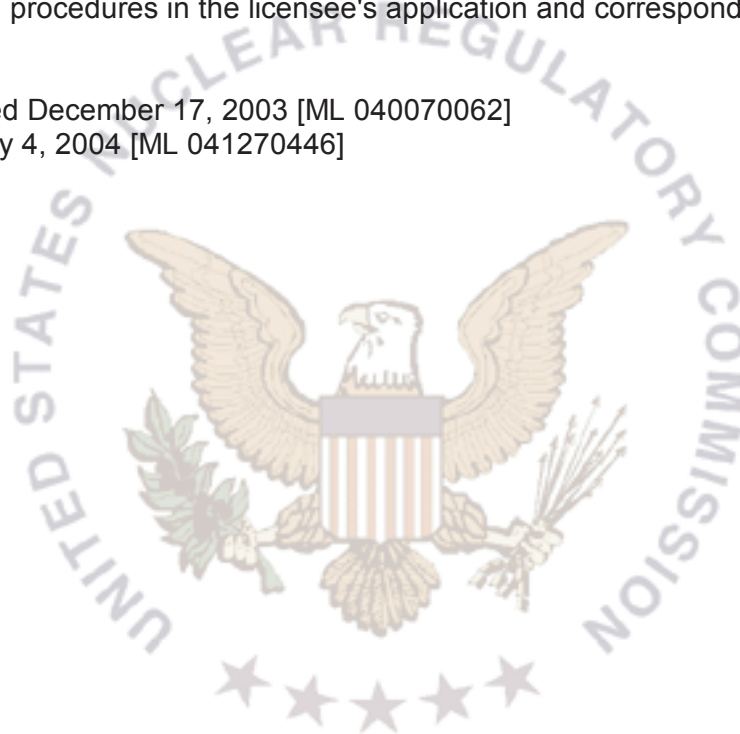 procedures in the licensee's application and correspond
ed December 17, 2003 [ML 040070062]
y 4, 2004 [ML 041270446]
UNITED STATES NUCLEAR REGULATORY COMMISSION